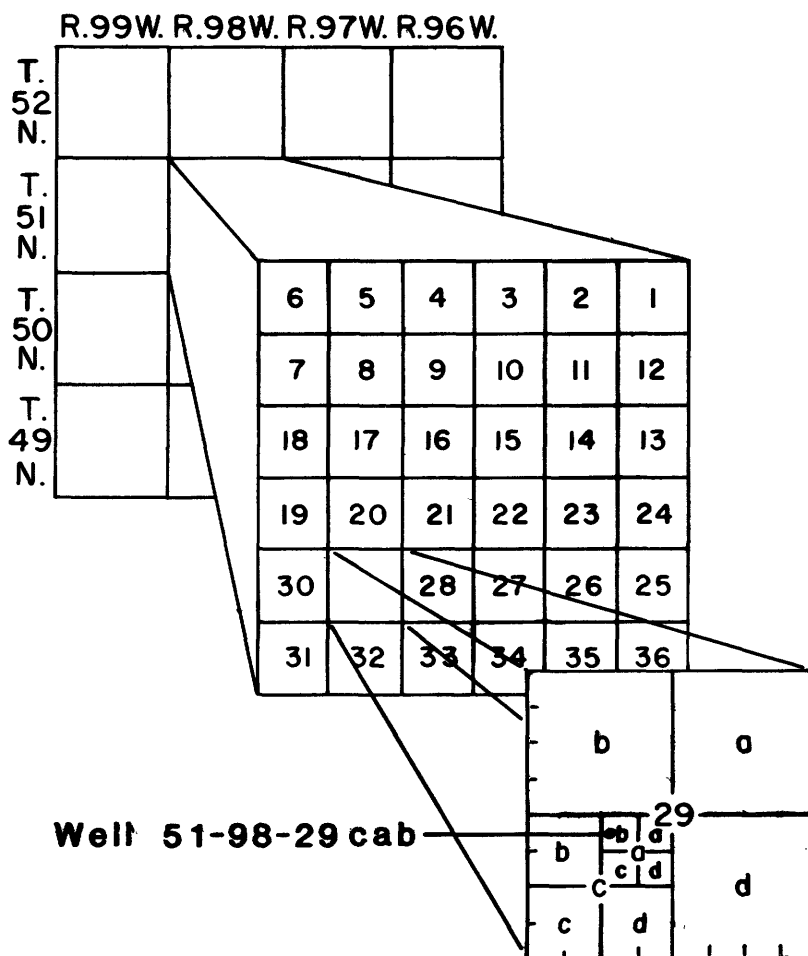 R.99W. R.98W. R.97W. R.96W.
T.
52
N.
T.
51
N.
T.
50
N.
T.
49
N.
6 5 4 3 2 1
7 8 9 10 11 12
18 17 16 15 14 13
19 20 21 22 23 24
30 28 27 26 25
31 32 33 34 35 36
b a
29
Well 51-98-29 cab
b a
b a
c d
c d
c d